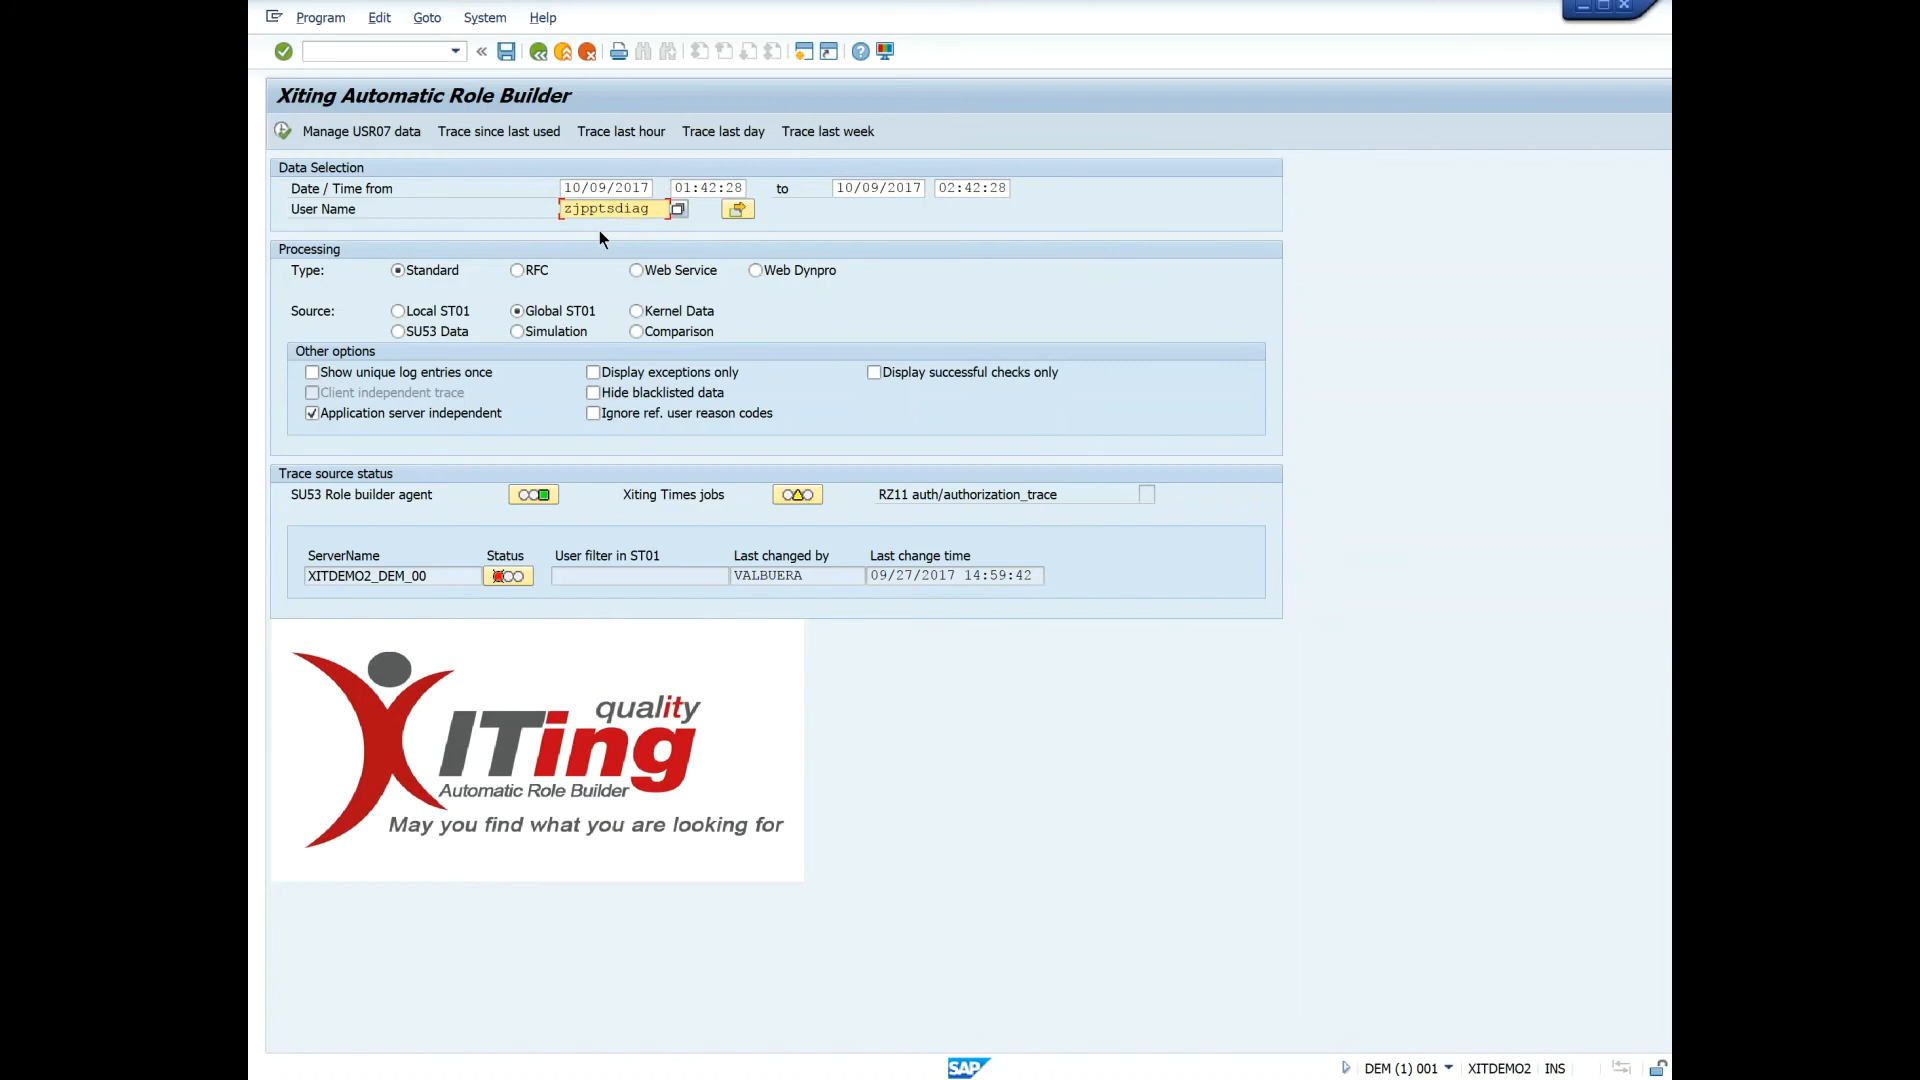 Program Edit Goto System Help
Xiting Automatic Role Builder
Manage USR07 data Trace since last used Trace last hour Trace last day Trace last week
Data Selection
Date / Time from 10/09/2017 01:42:28 to 10/09/2017 02:42:28
User Name zjpptsdiag
Processing
Type: Standard RFC Web Service Web Dynpro
Source: Local ST01 Global ST01 Kernel Data
SU53 Data Simulation Comparison
Other options
Show unique log entries once Display exceptions only Display successful checks only
Client independent trace Hide blacklisted data
Application server independent Ignore ref. user reason codes
Trace source status
SU53 Role builder agent Xiting Times jobs RZ11 auth/authorization_trace
ServerName Status User filter in ST01 Last changed by Last change time
XITDEMO2_DEM_00 VALBUERA 09/27/2017 14:59:42
quality
XITing
Automatic Role Builder
May you find what you are looking for
SAP DEM (1) 001 XITDEMO2 INS